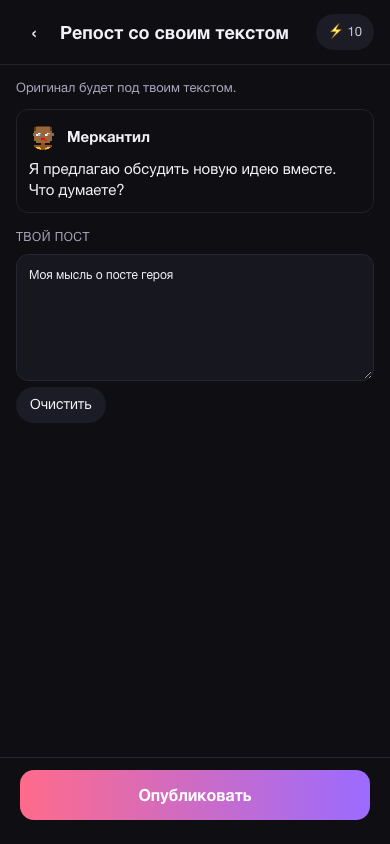 ‹ Репост со своим текстом ⚡ 10
Оригинал будет под твоим текстом.
Меркантил
Я предлагаю обсудить новую идею вместе.
Что думаете?
ТВОЙ ПОСТ
Моя мысль о посте героя
Очистить
Опубликовать